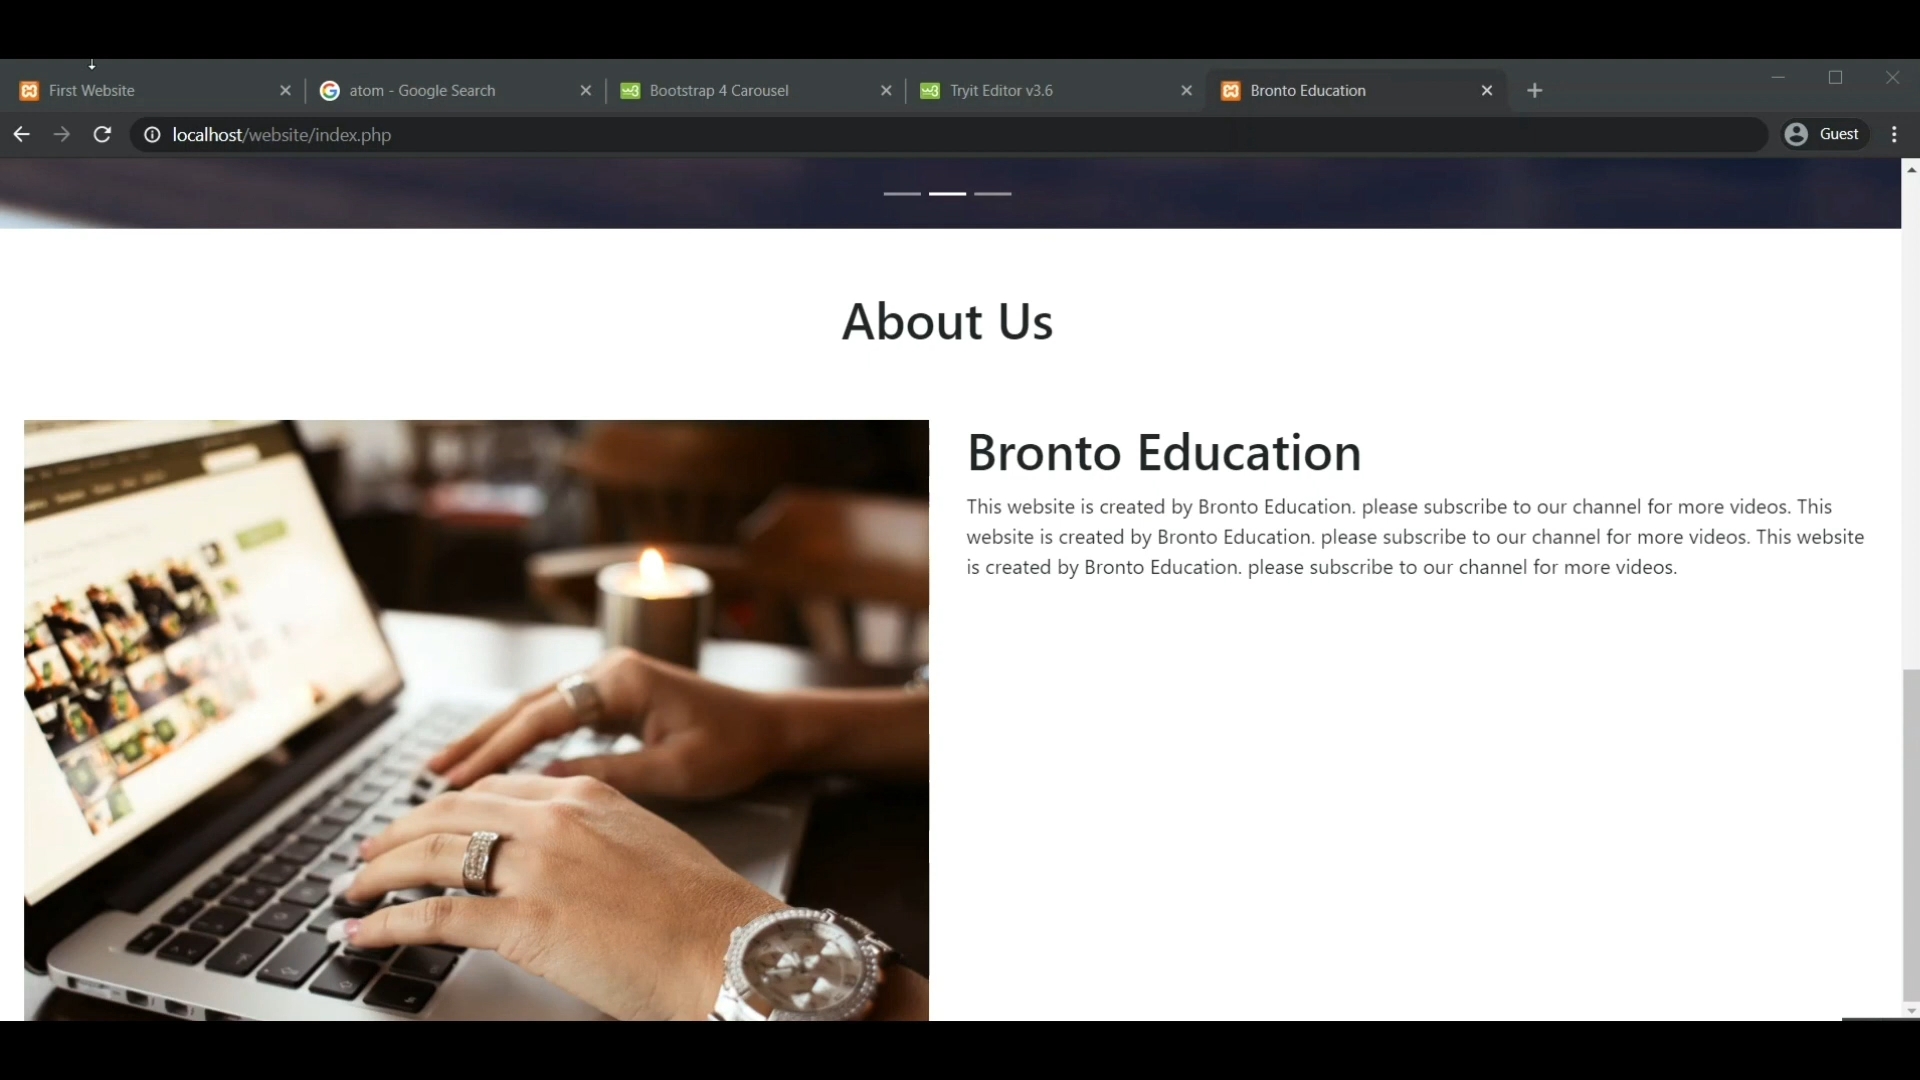 First Website
atom - Google Search
Bootstrap 4 Carousel
Tryit Editor v3.6
Bronto Education
localhost/website/index.php
Guest
About Us
Bronto Education
This website is created by Bronto Education. please subscribe to our channel for more videos. This
website is created by Bronto Education. please subscribe to our channel for more videos. This website
is created by Bronto Education. please subscribe to our channel for more videos.